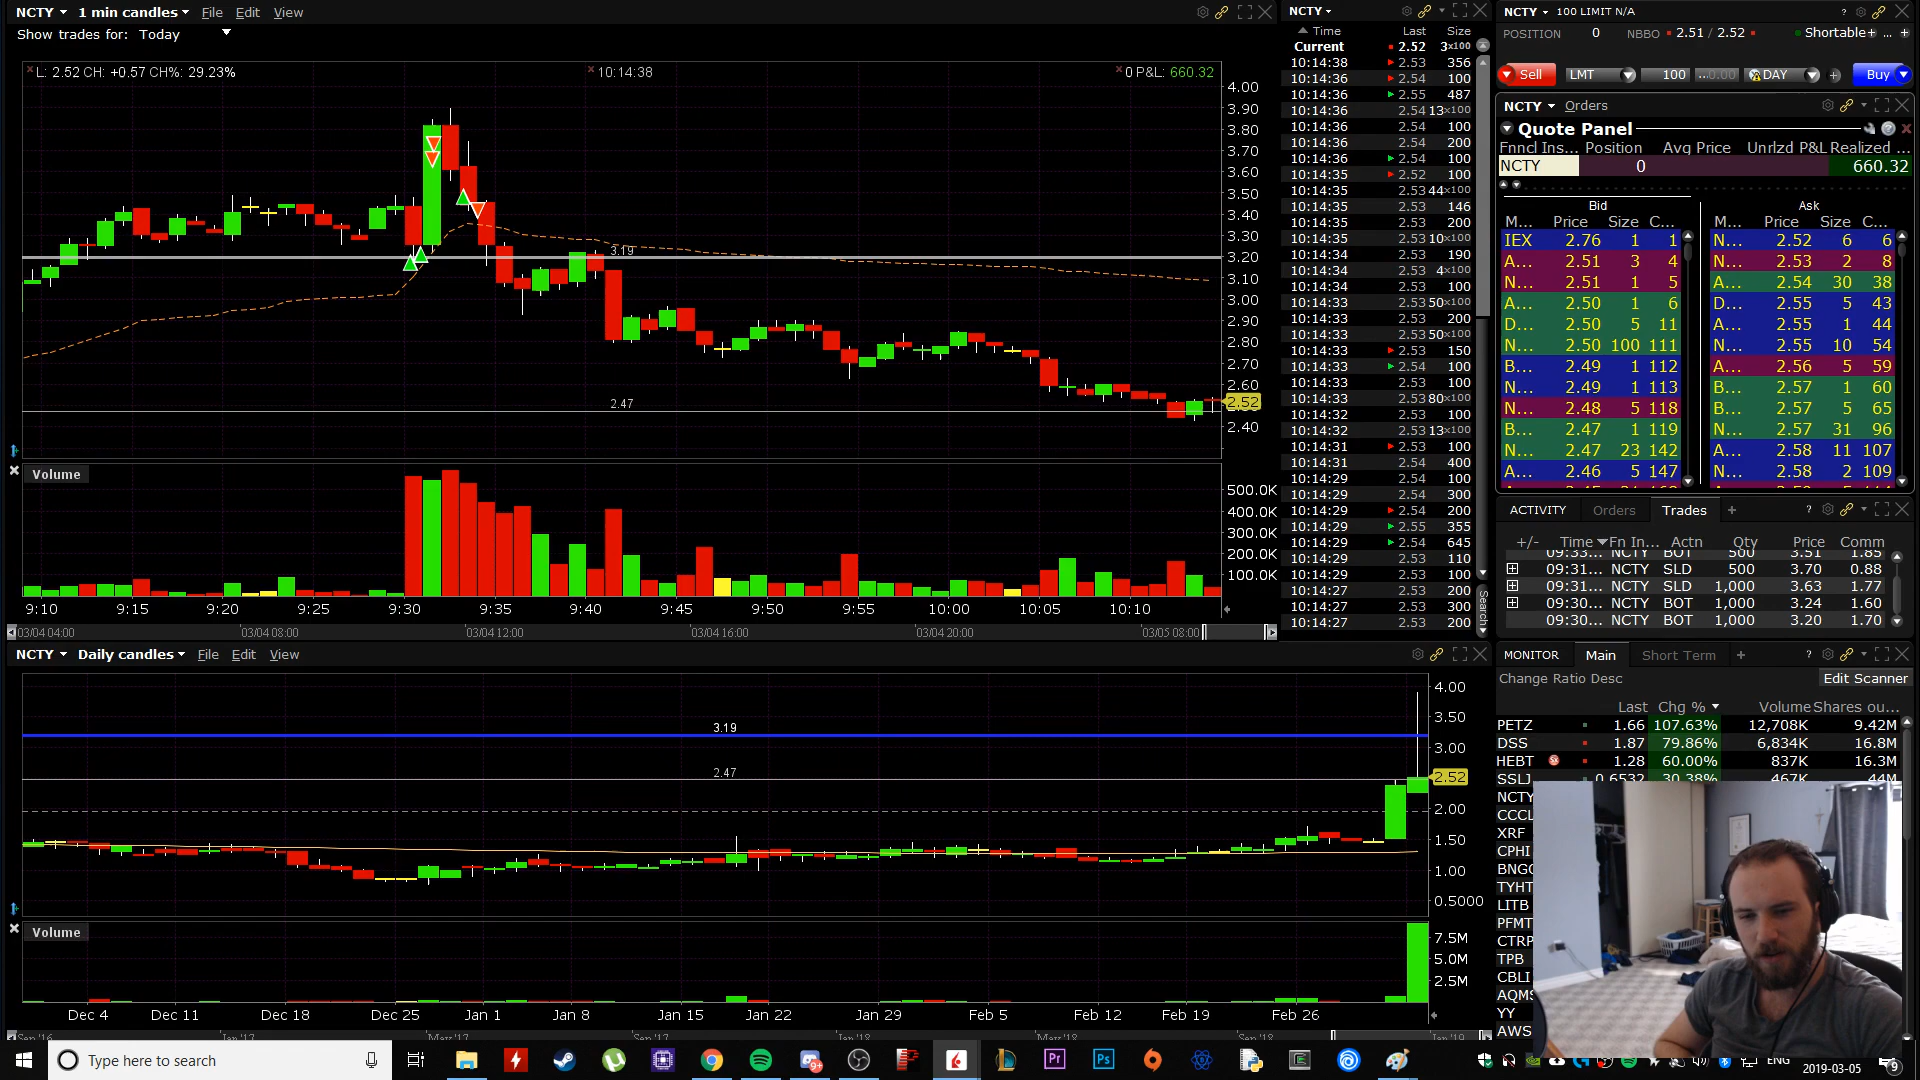 NCTY 1 min candles File Edit View
Show trades for: Today
L: 2.52 CH: +0.57 CH%: 29.23% 10:14:38 0 P&L: 660.32
4.00
3.90
3.80
3.70
3.60
3.50
3.40
3.30
3.20
3.10
3.00
2.90
2.80
2.70
2.60
2.52
2.40
3.19
2.47
Volume
500.0K
400.0K
300.0K
200.0K
100.0K
9:10 9:15 9:20 9:25 9:30 9:35 9:40 9:45 9:50 9:55 10:00 10:05 10:10
03/04 04:00 03/04 08:00 03/04 12:00 03/04 16:00 03/04 20:00 03/05 08:00
NCTY Daily candles File Edit View
4.00
3.50
3.00
2.52
2.00
1.50
1.00
0.5000
3.19
2.47
Volume
7.5M
5.0M
2.5M
Dec 4 Dec 11 Dec 18 Dec 25 Jan 1 Jan 8 Jan 15 Jan 22 Jan 29 Feb 5 Feb 12 Feb 19 Feb 26
NCTY
Time Last Size
Current 2.52 3x100
10:14:38 2.53 356
10:14:36 2.54 100
10:14:36 2.55 487
10:14:36 2.54 13x100
10:14:36 2.54 100
10:14:36 2.54 200
10:14:36 2.54 100
10:14:35 2.52 100
10:14:35 2.53 44x100
10:14:35 2.53 146
10:14:35 2.53 200
10:14:35 2.53 10x100
10:14:34 2.53 190
10:14:34 2.53 4x100
10:14:34 2.53 100
10:14:33 2.53 50x100
10:14:33 2.53 200
10:14:33 2.53 50x100
10:14:33 2.53 150
10:14:33 2.54 100
10:14:33 2.53 200
10:14:33 2.53 80x100
10:14:32 2.53 100
10:14:32 2.53 13x100
10:14:31 2.53 100
10:14:31 2.54 400
10:14:29 2.54 100
10:14:29 2.54 300
10:14:29 2.54 200
10:14:29 2.55 355
10:14:29 2.54 645
10:14:29 2.53 110
10:14:29 2.53 100
10:14:27 2.53 200
10:14:27 2.53 300
10:14:27 2.53 200
Search
NCTY 100 LIMIT N/A
POSITION 0 NBBO 2.51 / 2.52 Shortable
Sell LMT 100 ...0.00 DAY Buy
NCTY Orders
Quote Panel
Fnncl Ins... Position Avg Price Unrlzd P&L Realized ...
NCTY 0 660.32
Bid Ask
M... Price Size C... M... Price Size C...
IEX 2.76 1 1 N... 2.52 6 6
A... 2.51 3 4 N... 2.53 2 8
N... 2.51 1 5 A... 2.54 30 38
A... 2.50 1 6 D... 2.55 5 43
D... 2.50 5 11 A... 2.55 1 44
N... 2.50 100 111 A... 2.55 10 54
B... 2.49 1 112 A... 2.56 5 59
N... 2.49 1 113 B... 2.57 1 60
N... 2.48 5 118 B... 2.57 5 65
B... 2.47 1 119 N... 2.57 31 96
N... 2.47 23 142 A... 2.58 11 107
A... 2.46 5 147 N... 2.58 2 109
ACTIVITY Orders Trades
+/- Time Fn In... Actn Qty Price Comm
09:33... NCTY BOT 500 3.51 1.85
09:31... NCTY SLD 500 3.70 0.88
09:31... NCTY SLD 1,000 3.63 1.77
09:30... NCTY BOT 1,000 3.24 1.60
09:30... NCTY BOT 1,000 3.20 1.70
MONITOR Main Short Term
Change Ratio Desc Edit Scanner
Last Chg % Volume Shares ou...
PETZ 1.66 107.63% 12,708K 9.42M
DSS 1.87 79.86% 6,834K 16.8M
HEBT 1.28 60.00% 837K 16.3M
SSLJ 0.6532 30.38% 467K 44M
NCTY
CCCL
XRF
CPHI
BNGO
TYHT
LITB
PFMT
CTRP
TPB
CBLI
AQMS
YY
AWS
Type here to search
ENG 2019-03-05